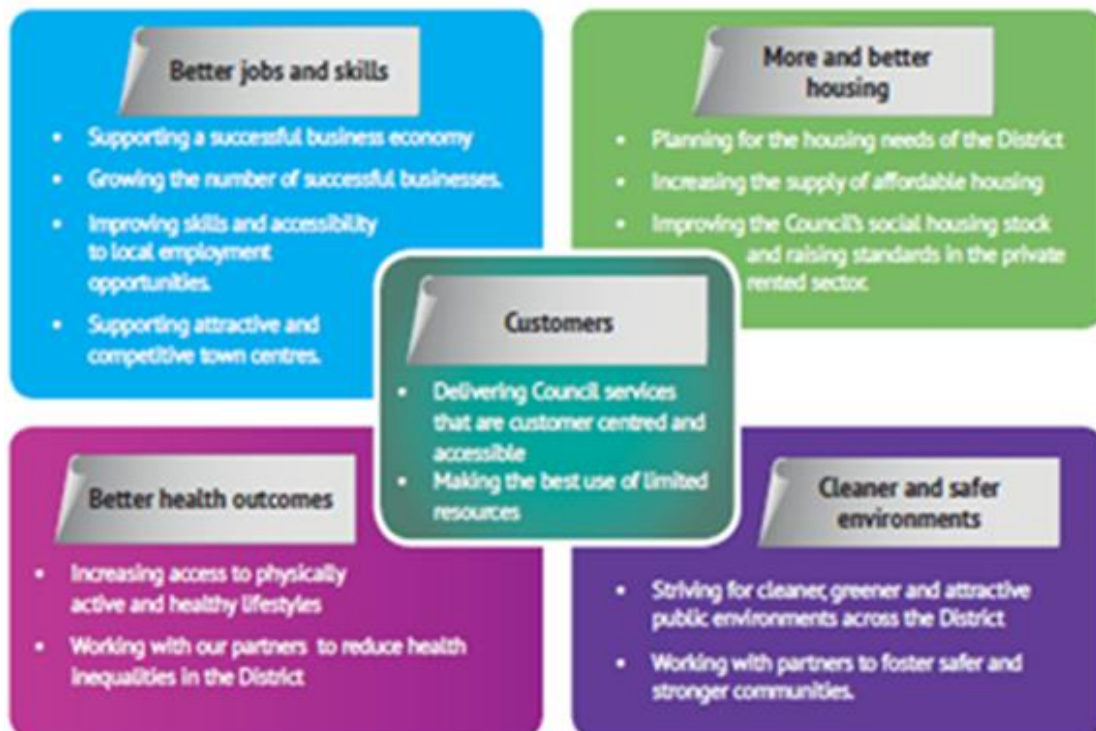 Better jobs and skills
• Supporting a successful business economy
• Growing the number of successful businesses.
• Improving skills and accessibility
to local employment
opportunities.
• Supporting attractive and
competitive town centres.
More and better
housing
• Planning for the housing needs of the District
• Increasing the supply of affordable housing
• Improving the Council's social housing stock
and raising standards in the private
rented sector.
Customers
• Delivering Council services
that are customer centred and
accessible
• Making the best use of limited
resources
Better health outcomes
• Increasing access to physically
active and healthy lifestyles
• Working with our partners to reduce health
inequalities in the District
Cleaner and safer
environments
• Striving for cleaner, greener and attractive
public environments across the District
• Working with partners to foster safer and
stronger communities.